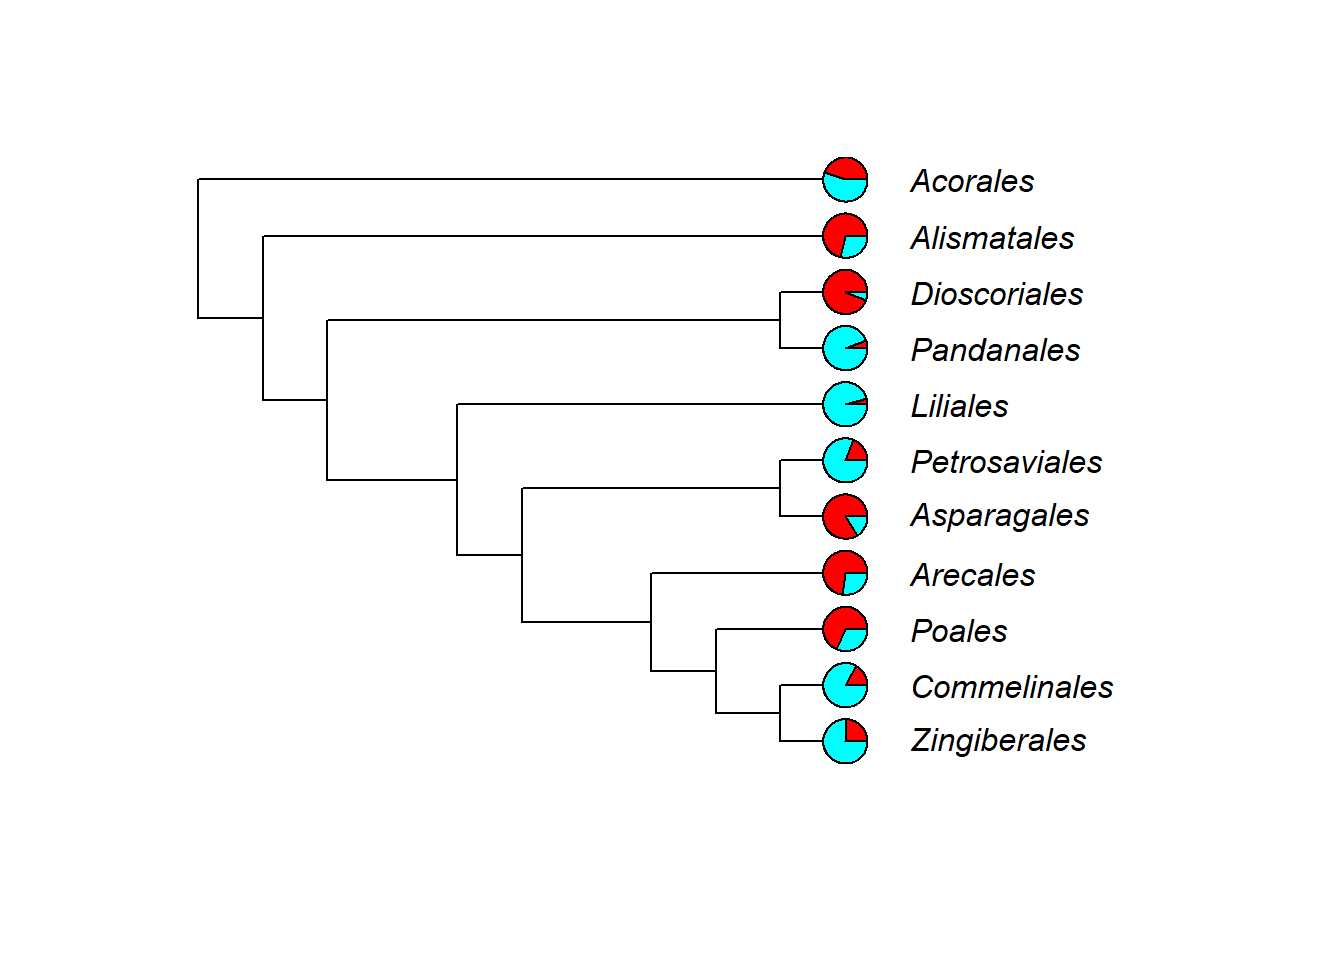 Acorales
Alismatales
Dioscoriales
Pandanales
Liliales
Petrosaviales
Asparagales
Arecales
Poales
Commelinales
Zingiberales